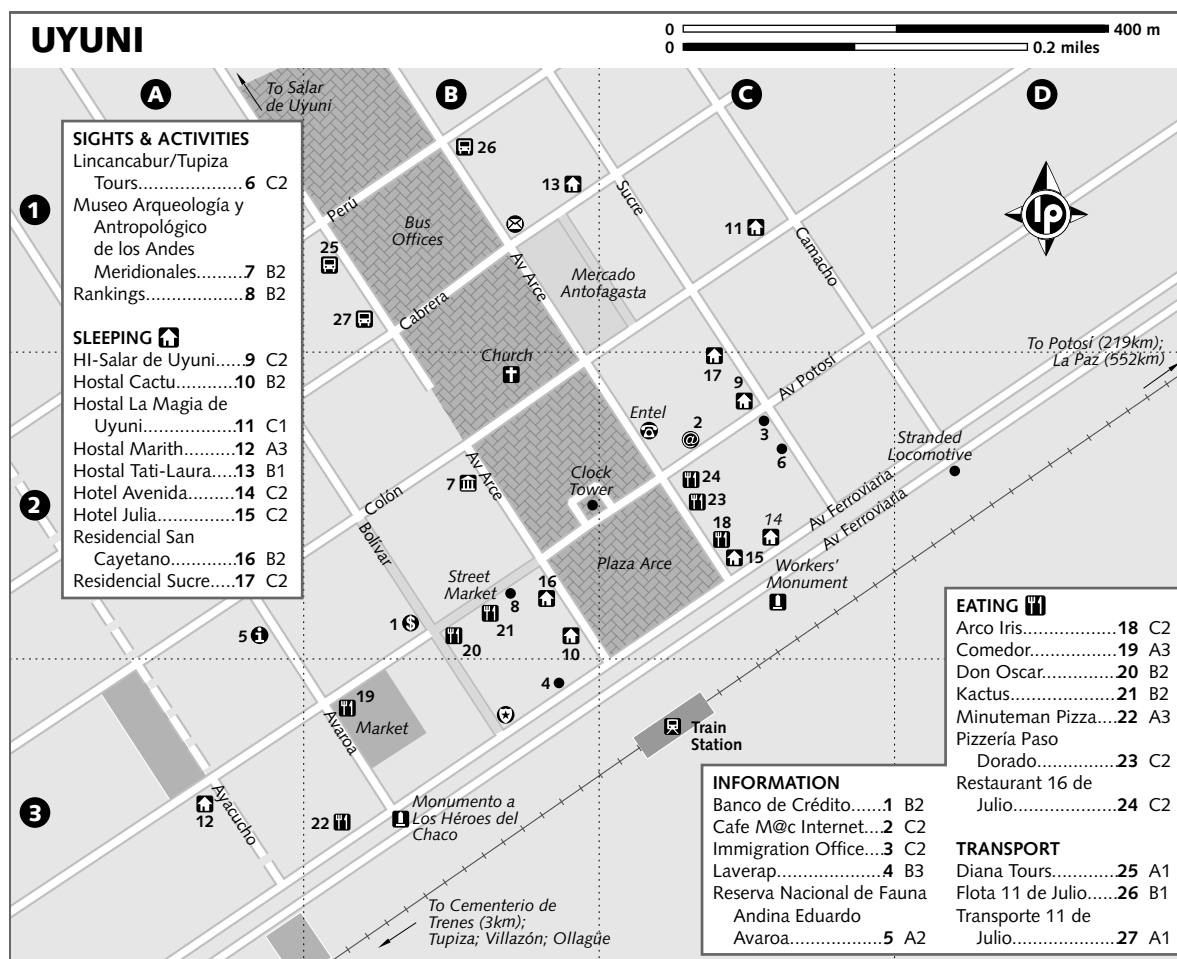 UYUNI
0 400 m
0 0.2 miles
A
B
C
D
1
2
3
To Salar
de Uyuni
SIGHTS & ACTIVITIES
Lincancabur/Tupiza
Tours......................6 C2
Museo Arqueología y
Antropológico
de los Andes
Meridionales..........7 B2
Rankings....................8 B2
SLEEPING
HI-Salar de Uyuni.....9 C2
Hostal Cactu...........10 B2
Hostal La Magia de
Uyuni....................11 C1
Hostal Marith..........12 A3
Hostal Tati-Laura.....13 B1
Hotel Avenida.........14 C2
Hotel Julia..............15 C2
Residencial San
Cayetano..............16 B2
Residencial Sucre....17 C2
26
13
Sucre
lp
Perú
Bus
Offices
11
25
Camacho
Av Arce
Mercado
Antofagasta
27
Cabrera
To Potosí (219km);
La Paz (552km)
Church
17
9
Av Potosí
Entel
2
3
6
Stranded
Locomotive
Av Arce
24
7
Clock
Tower
23
Colón
Av Ferroviaria
Av Ferroviaria
18
14
Bolívar
15
Plaza Arce
Workers'
Monument
Street
Market
16
8
1
$
21
5
20
10
4
19
Market
Avaroa
Train
Station
Ayacucho
12
22
Monumento a
Los Héroes del
Chaco
To Cementerio de
Trenes (3km);
Tupiza; Villazón; Ollagüe
EATING
Arco Iris...................18 C2
Comedor.................19 A3
Don Oscar...............20 B2
Kactus.....................21 B2
Minuteman Pizza....22 A3
Pizzería Paso
Dorado................23 C2
Restaurant 16 de
Julio.....................24 C2
INFORMATION
Banco de Crédito......1 B2
Cafe M@c Internet....2 C2
Immigration Office....3 C2
Laverap....................4 B3
Reserva Nacional de Fauna
Andina Eduardo
Avaroa..................5 A2
TRANSPORT
Diana Tours.............25 A1
Flota 11 de Julio......26 B1
Transporte 11 de
Julio.....................27 A1